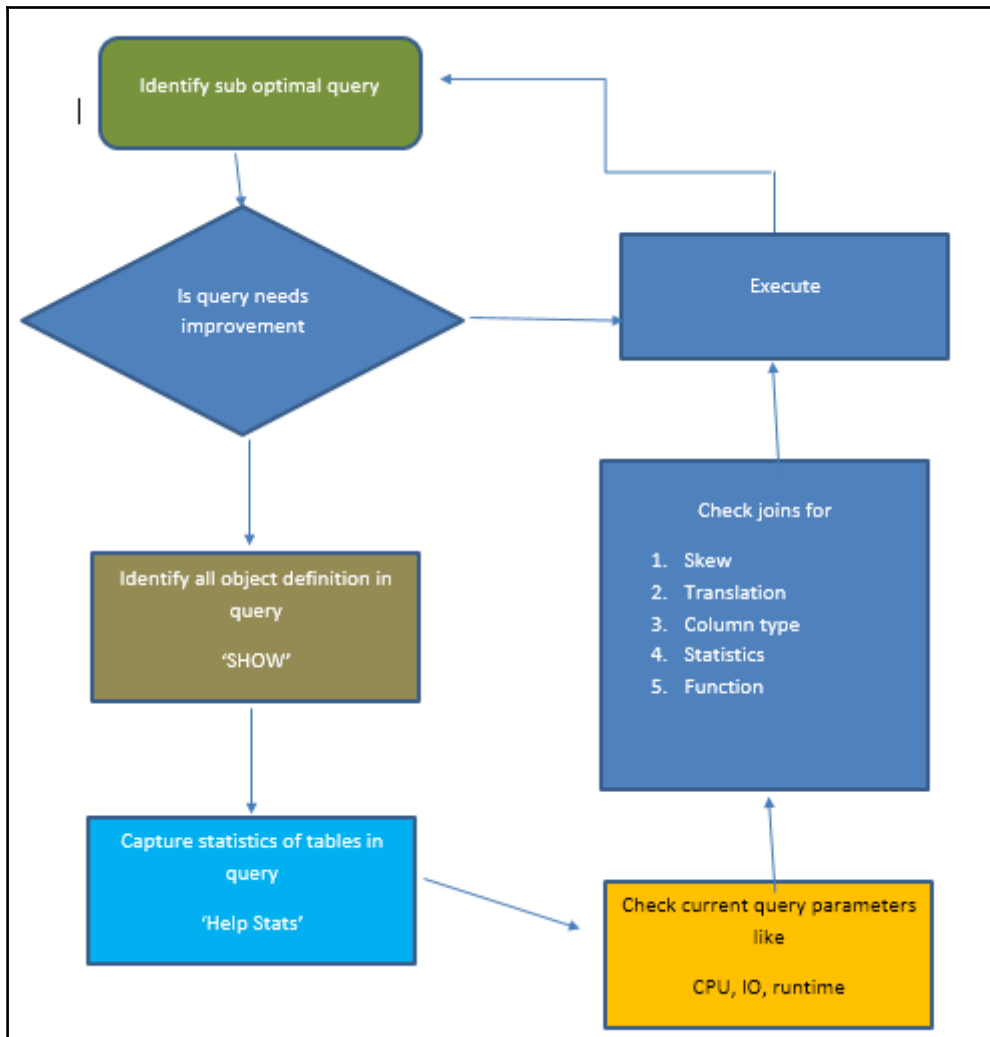 Identify sub optimal query
Is query needs
improvement
Execute
Identify all object definition in
query
‘SHOW’
Capture statistics of tables in
query
‘Help Stats’
Check current query parameters
like
CPU, IO, runtime
Check joins for
1. Skew
2. Translation
3. Column type
4. Statistics
5. Function